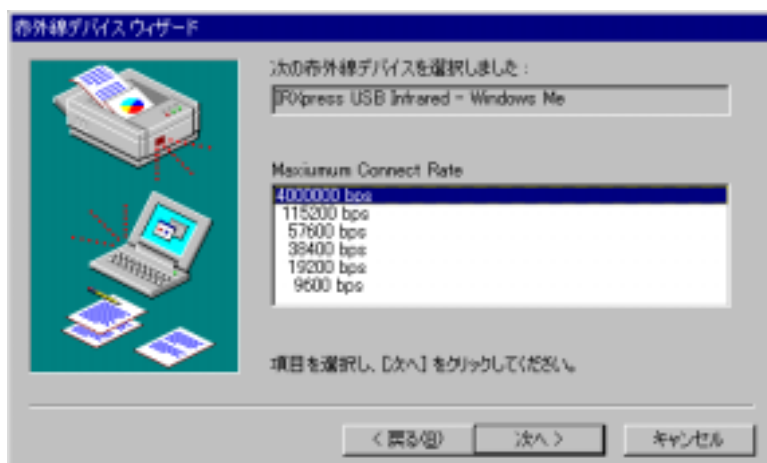 赤外線デバイス ウィザード
次の赤外線デバイスを選択しました：
IRXpress USB Infrared - Windows Me
Maxiumum Connect Rate
4000000 bps
115200 bps
57600 bps
38400 bps
19200 bps
9600 bps
項目を選択し、[次へ] をクリックしてください。
< 戻る(B)
次へ >
キャンセル